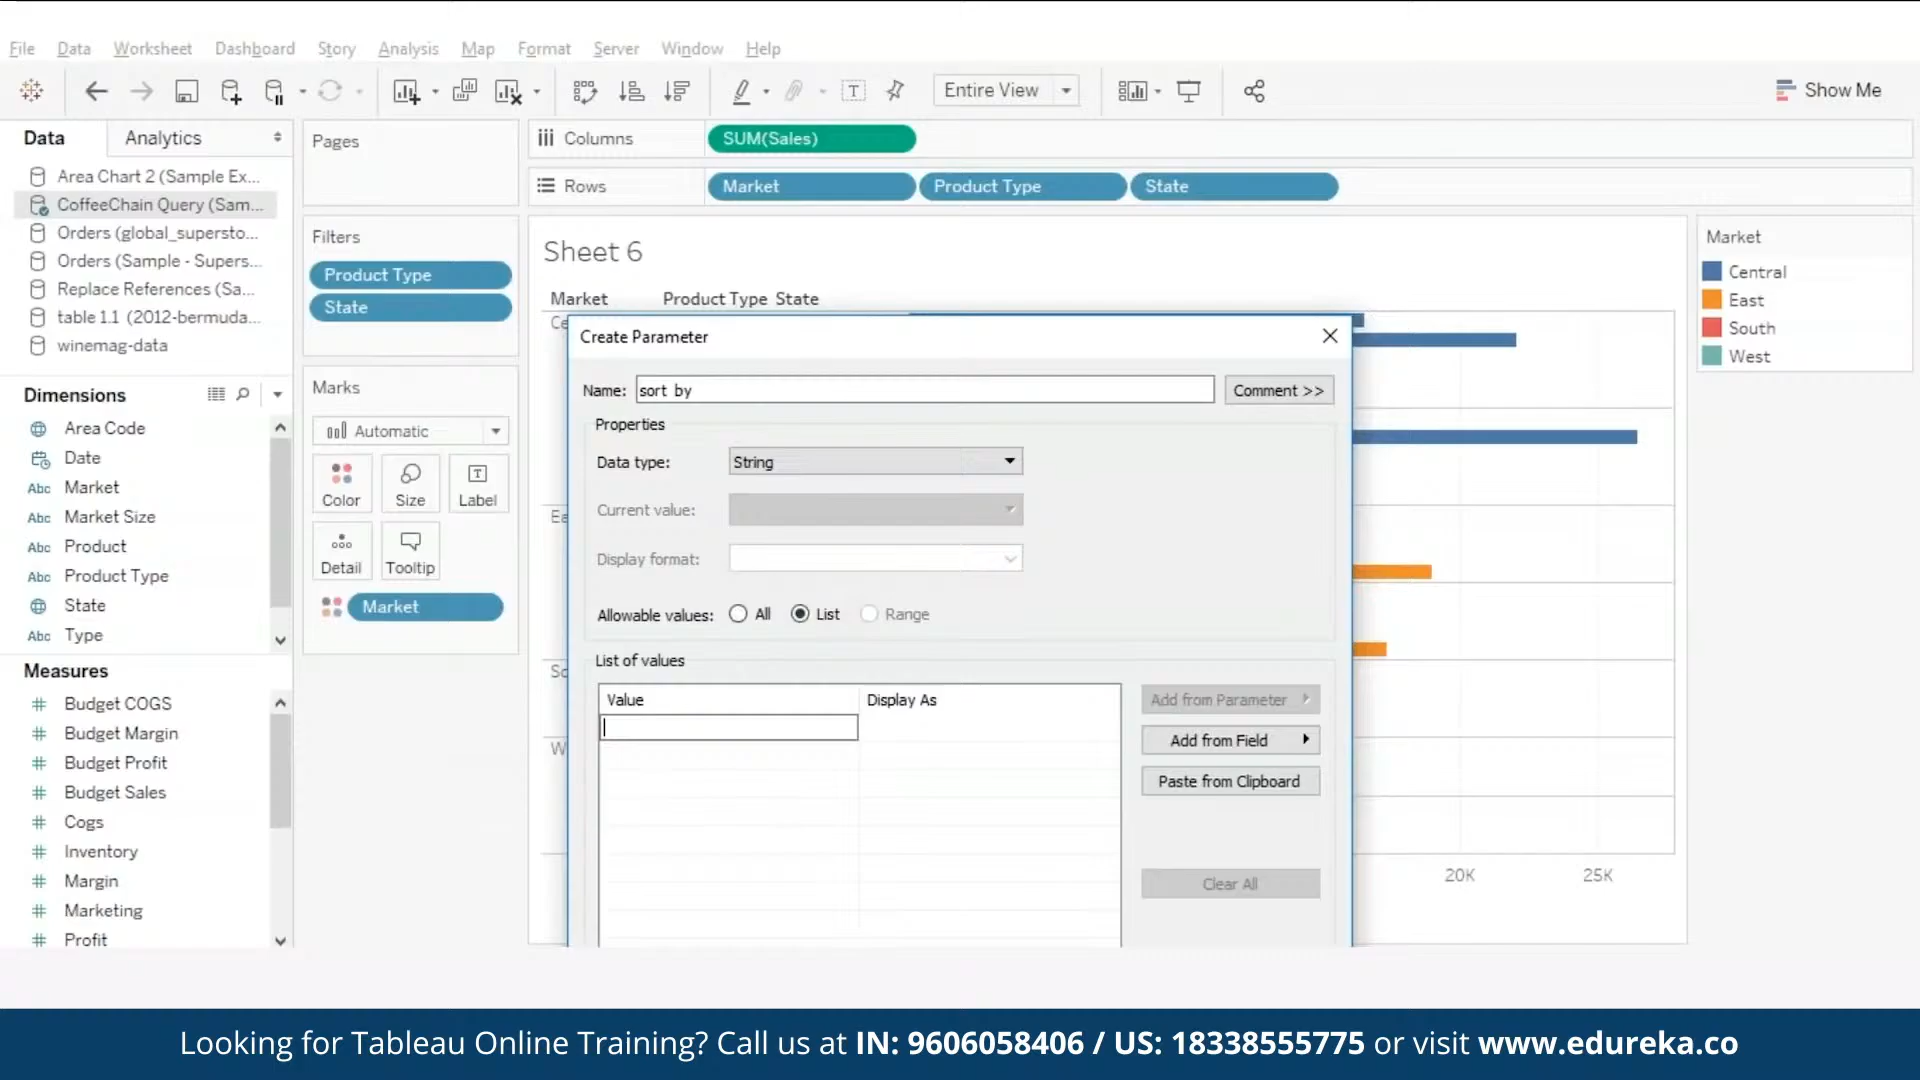 File Data Worksheet Dashboard Story Analysis Map Format Server Window Help
Entire View
Show Me
Data Analytics
Area Chart 2 (Sample Ex...
CoffeeChain Query (Sam...
Orders (global_supersto...
Orders (Sample - Supers...
Replace References (Sa...
table 1.1 (2012-bermuda...
winemag-data
Dimensions
Abc Area Code
Date
Abc Market
Abc Market Size
Abc Product
Abc Product Type
State
Abc Type
Measures
Budget COGS
Budget Margin
Budget Profit
Budget Sales
Cogs
Inventory
Margin
Marketing
Profit
Pages
Filters
Product Type
State
Marks
Automatic
Color Size Label
Detail Tooltip
Market
Columns SUM(Sales)
Rows Market Product Type State
Sheet 6
Market Product Type State
Create Parameter
Name: sort by Comment >>
Properties
Data type: String
Current value:
Display format:
Allowable values: All List Range
List of values
Value Display As
Add from Parameter
Add from Field
Paste from Clipboard
Clear All
20K 25K
Market
Central
East
South
West
Looking for Tableau Online Training? Call us at IN: 9606058406 / US: 18338555775 or visit www.edureka.co